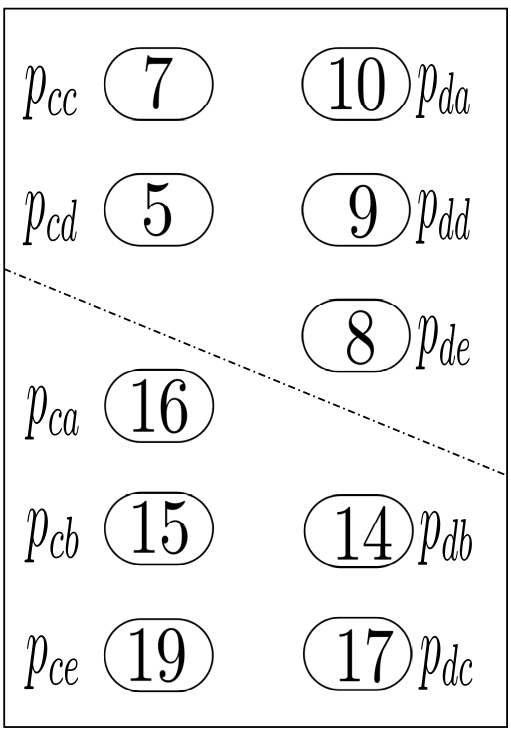 p_cc 7 10 p_da
p_cd 5 9 p_dd
8 p_de
p_ca 16
p_cb 15 14 p_db
p_ce 19 17 p_dc